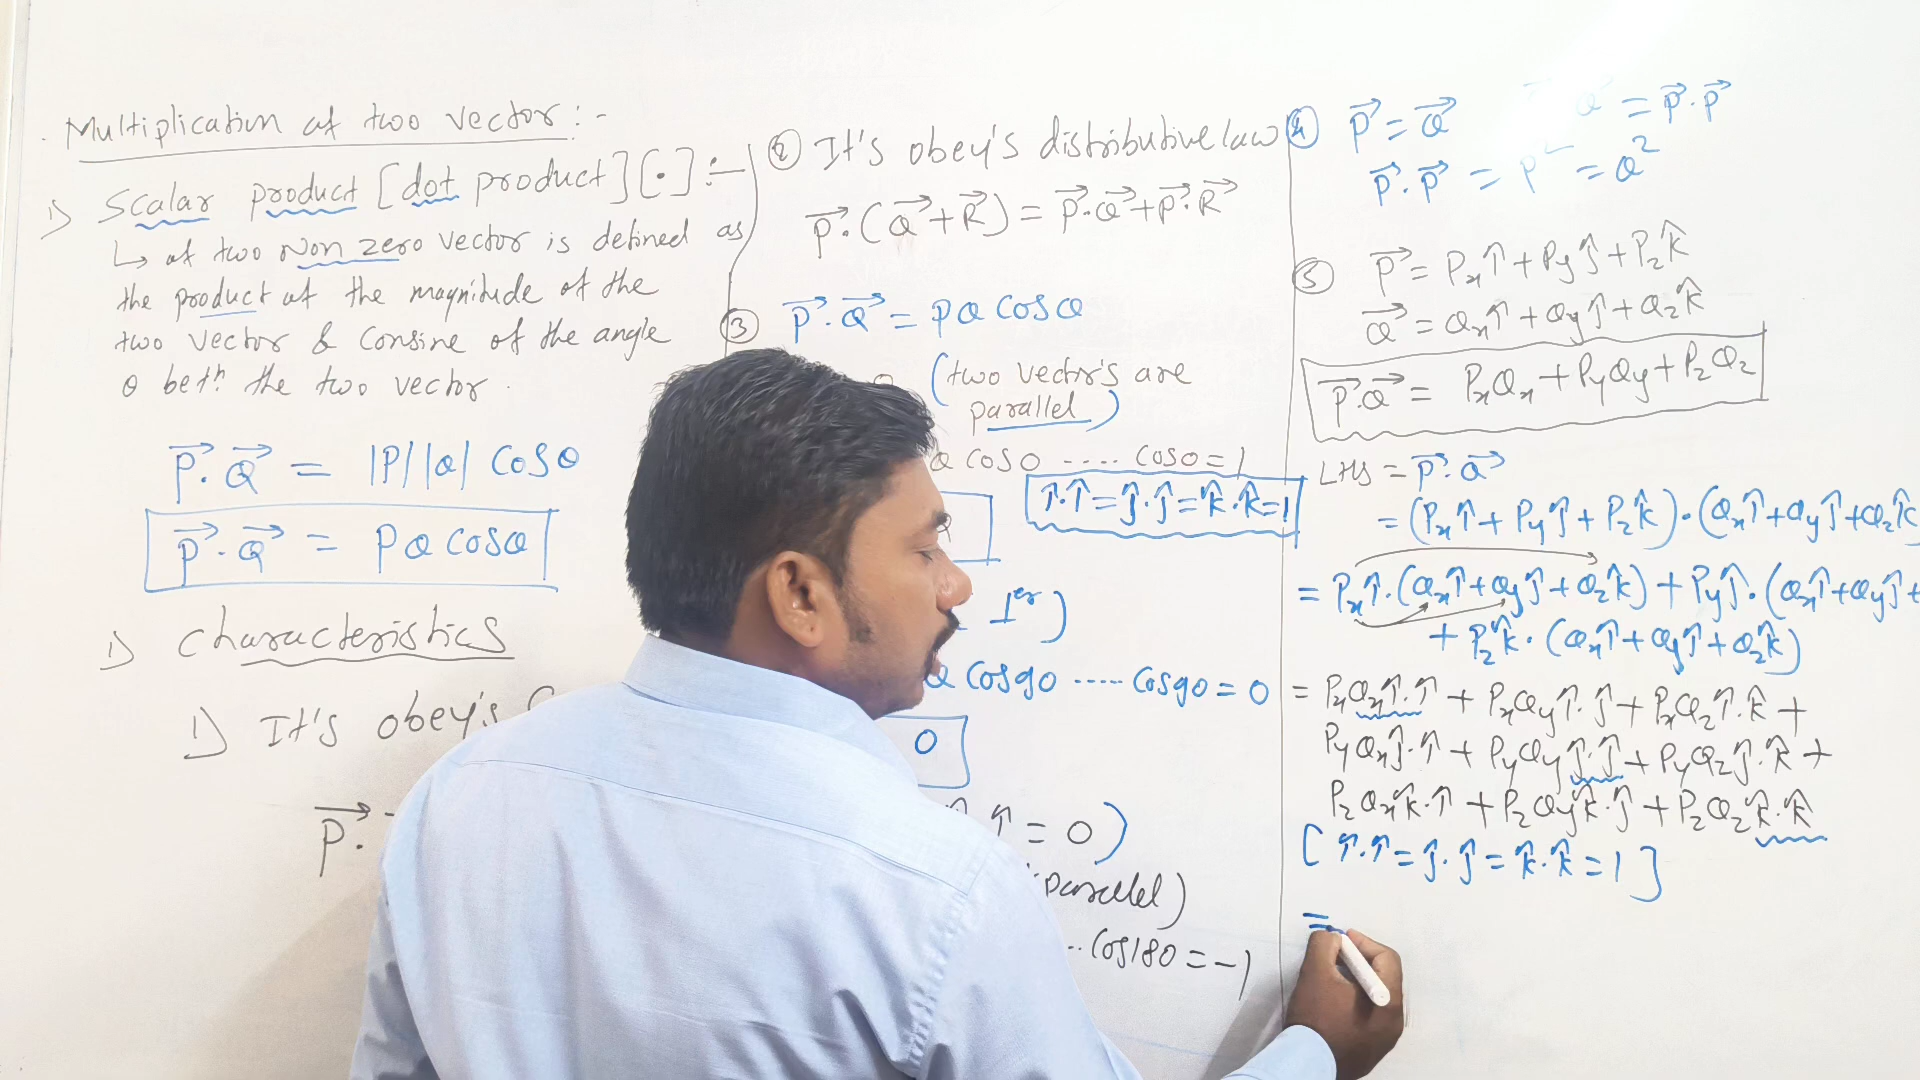 Multiplication of two vector :-
1) Scalar product [dot product][·] :-
↳ of two Non zero vector is defined as
the product of the magnitude of the
two vector & Consine of the angle
θ betn the two vector.
P⃗·Q⃗ = |P||Q| Cosθ
P⃗·Q⃗ = PQ Cosθ
1) Characteristics
1) It's obey's
P⃗·
② It's obey's distributive law
P⃗·(Q⃗+R⃗) = P⃗·Q⃗+P⃗·R⃗
③ P⃗·Q⃗ = PQ Cosθ
(two vector's are
parallel)
Q cos0 ···· cos0=1
î·î=ĵ·ĵ=k̂·k̂=1
⊥er)
Q Cos90 ····· Cos90=0
0
î=0)
parallel)
·· Cos180=-1
④ P⃗=Q⃗ = P⃗·P⃗
P⃗·P⃗ = P² = Q²
⑤ P⃗ = Pxî+Pyĵ+Pzk̂
Q⃗ = Qxî+Qyĵ+Qzk̂
P⃗·Q⃗ = PxQx+PyQy+PzQz
LHS = P⃗·Q⃗
= (Pxî+Pyĵ+Pzk̂)·(Qxî+Qyĵ+Qzk̂
= Pxî·(Qxî+Qyĵ+Qzk̂)+Pyĵ·(Qxî+Qyĵ+
+Pzk̂·(Qxî+Qyĵ+Qzk̂)
= PxQxî·î+PxQyî·ĵ+PxQzî·k̂+
PyQxĵ·î+PyQyĵ·ĵ+PyQzĵ·k̂+
PzQxk̂·î+PzQyk̂·ĵ+PzQzk̂·k̂
[î·î=ĵ·ĵ=k̂·k̂=1]
=